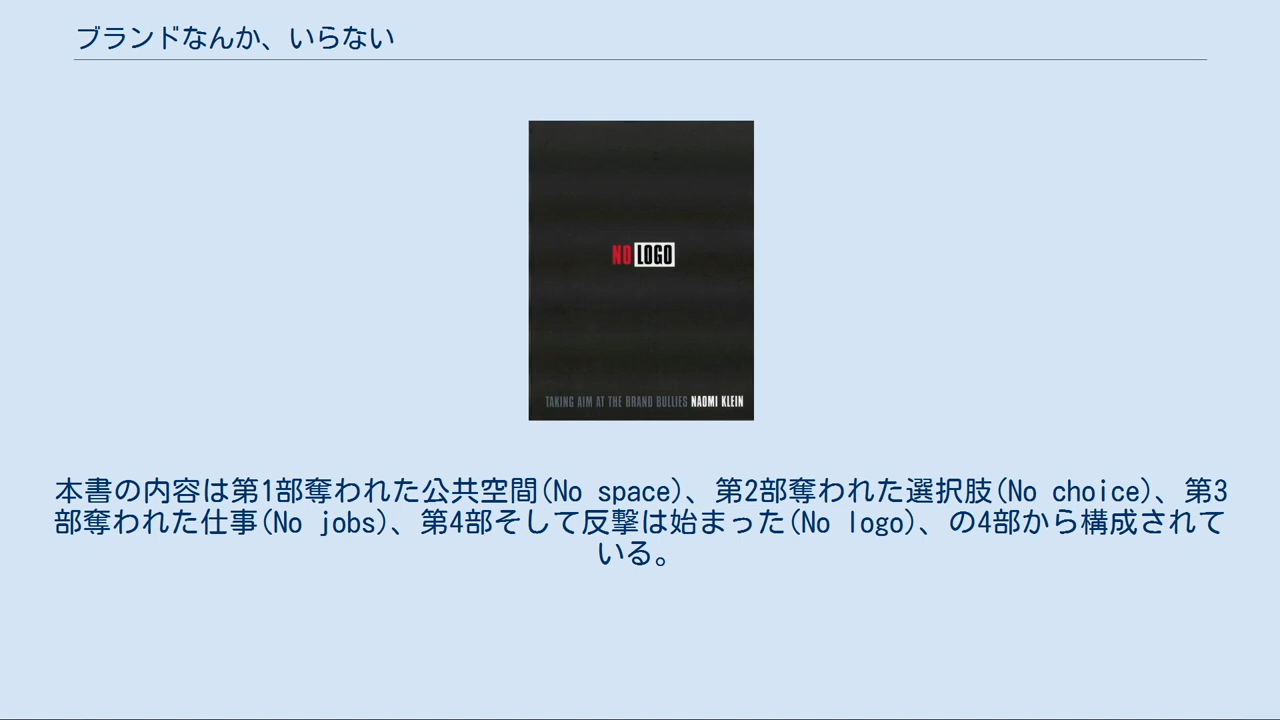 ブランドなんか、いらない
NO LOGO
TAKING AIM AT THE BRAND BULLIES NAOMI KLEIN
本書の内容は第1部奪われた公共空間(No space)、第2部奪われた選択肢(No choice)、第3
部奪われた仕事(No jobs)、第4部そして反撃は始まった(No logo)、の4部から構成されて
いる。